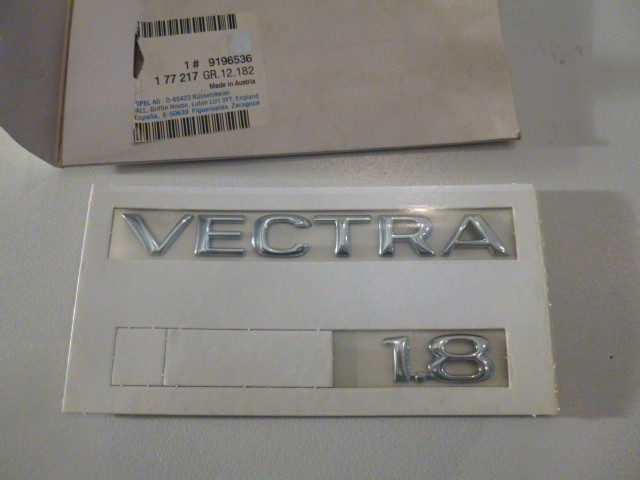 1 # 9196536
1 77 217 GR.12.182
Made in Austria
OPEL AG · D-65423 Rüsselsheim
ALL, Griffin House, Luton LU1 3YT, England
España, E-50639 Figueruelas, Zaragoza
VECTRA
1.8